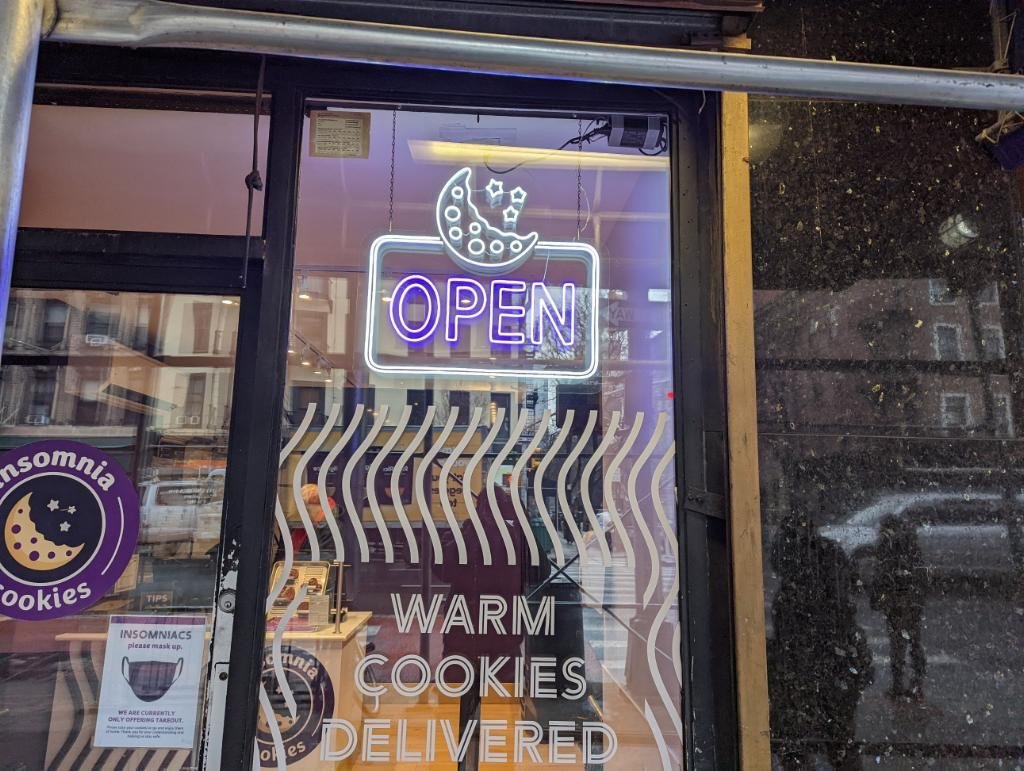 OPEN
Insomnia
Cookies
TIPS
INSOMNIACS
please mask up.
WE ARE CURRENTLY
ONLY OFFERING TAKEOUT.
WARM
COOKIES
DELIVERED